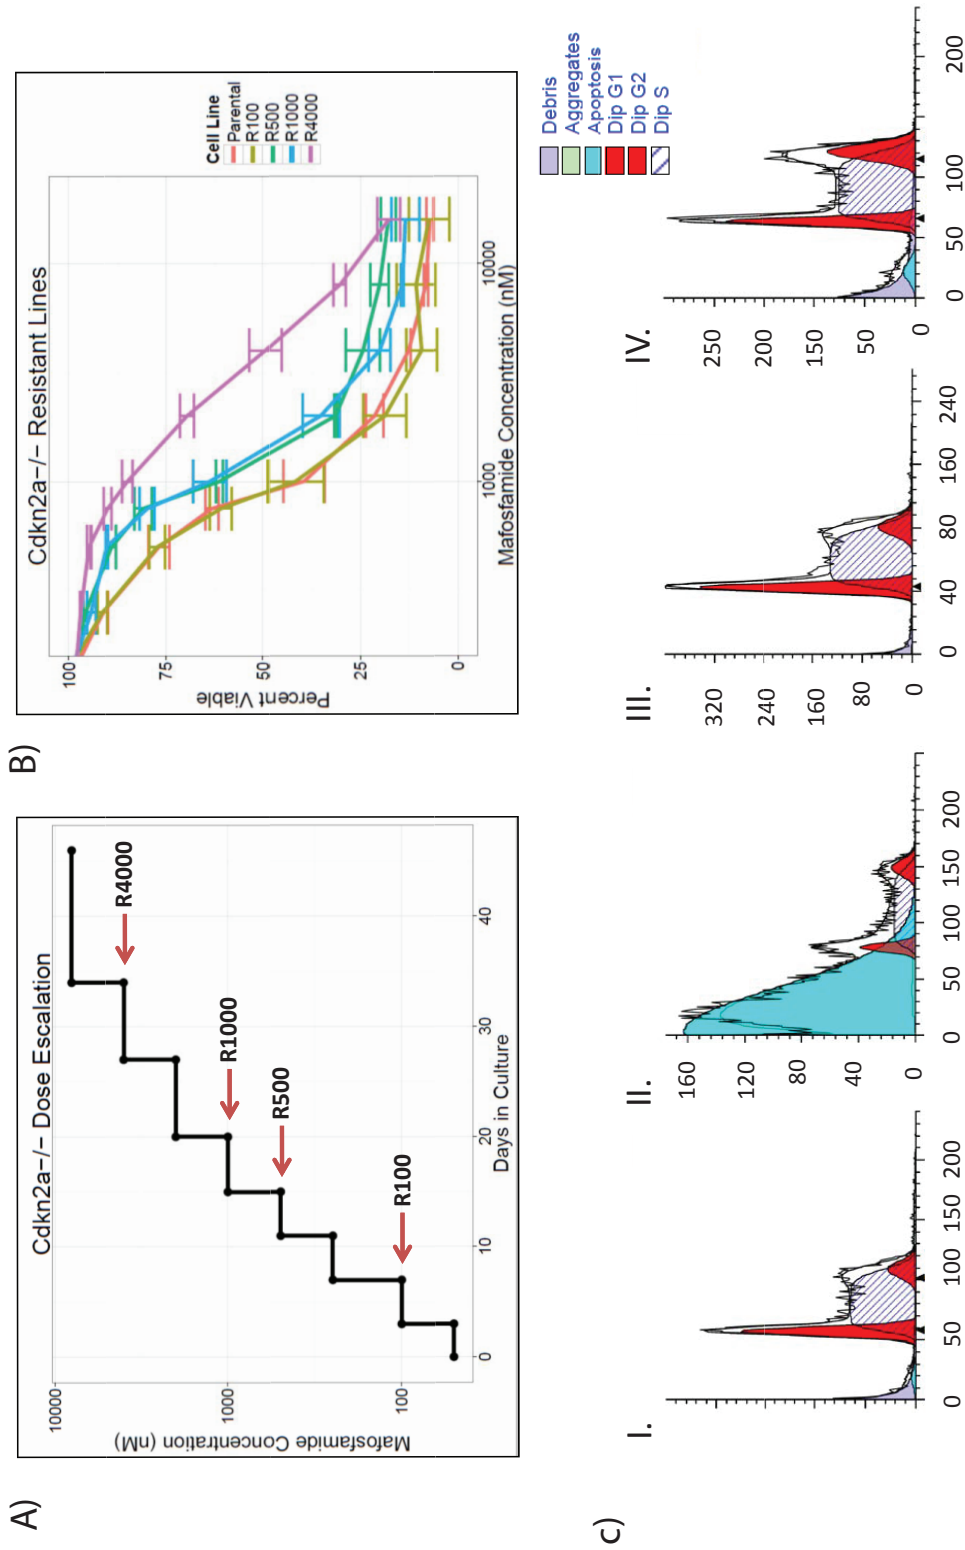 A)
Cdkn2a−/− Dose Escalation
Mafosfamide Concentration (nM)
10000
1000
100
R4000
R1000
R500
R100
0
10
20
30
40
Days in Culture
B)
Cdkn2a−/− Resistant Lines
Percent Viable
100
75
50
25
0
1000
10000
Mafosfamide Concentration (nM)
Cell Line
Parental
R100
R500
R1000
R4000
c)
I.
0
50
100
150
200
II.
160
120
80
40
0
0
50
100
150
200
III.
320
240
160
80
0
0
40
80
160
240
IV.
250
200
150
50
0
0
50
100
200
Debris
Aggregates
Apoptosis
Dip G1
Dip G2
Dip S